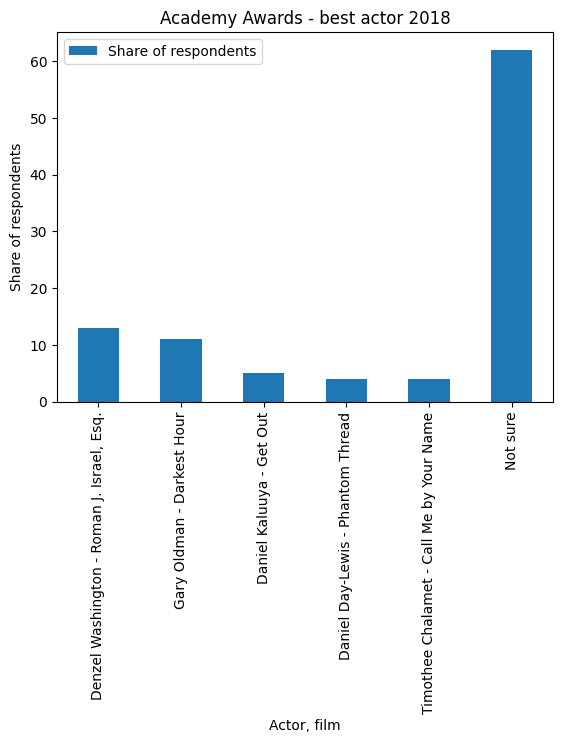 Academy Awards - best actor 2018
Share of respondents
Share of respondents
60
50
40
30
20
10
0
Denzel Washington - Roman J. Israel, Esq.
Gary Oldman - Darkest Hour
Daniel Kaluuya - Get Out
Daniel Day-Lewis - Phantom Thread
Timothee Chalamet - Call Me by Your Name
Not sure
Actor, film